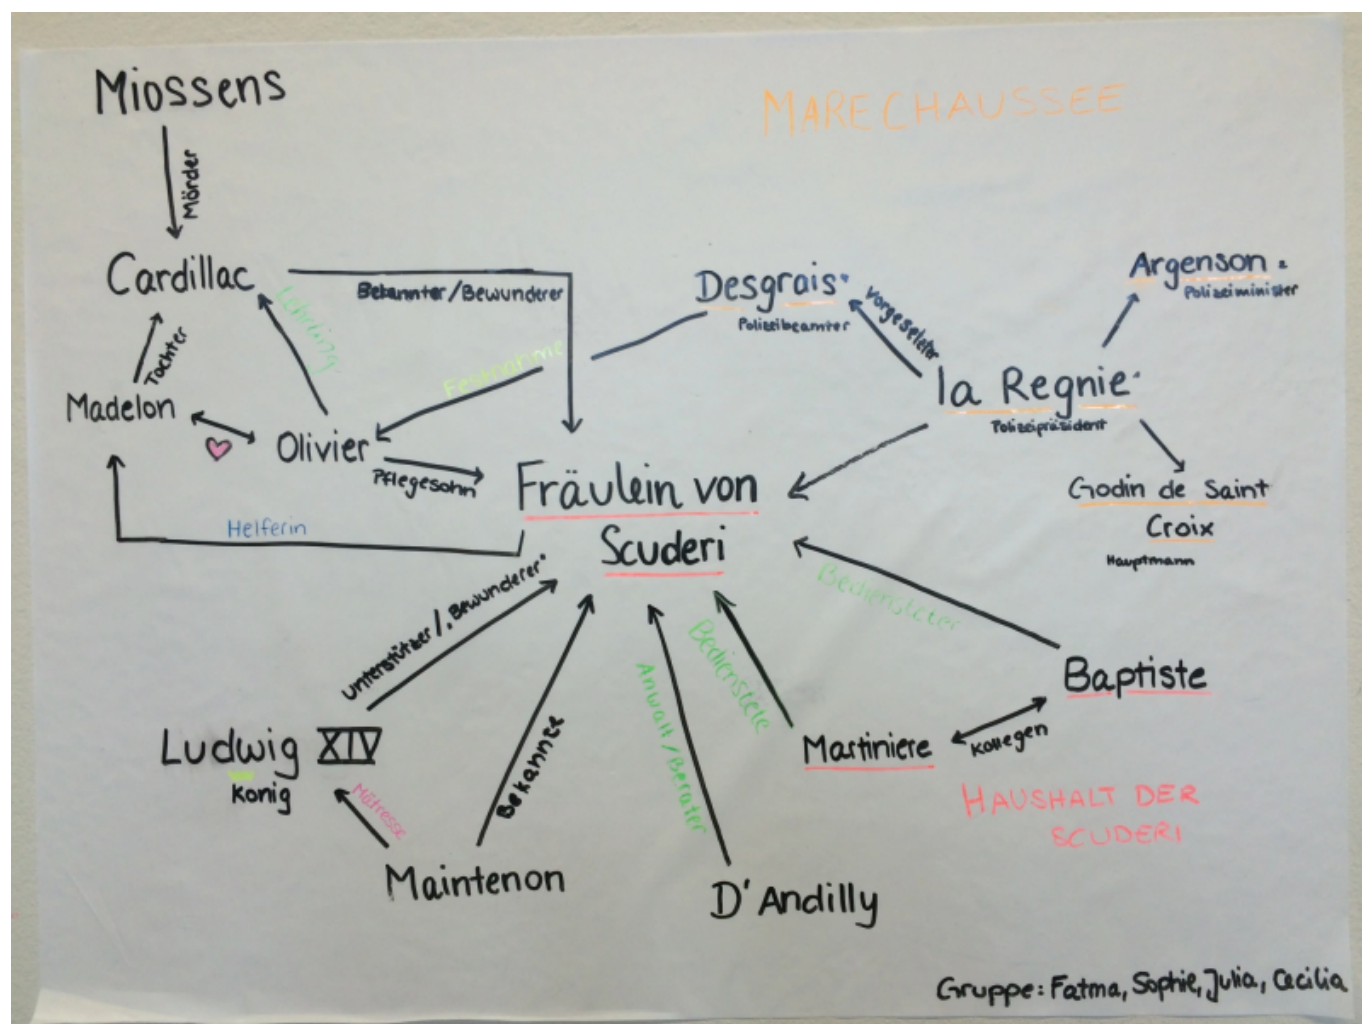 Miossens
MARECHAUSSEE
Mörder
Cardillac
Bekannter/Bewunderer
Desgrais
Polizeibeamter
Argenson
Polizeiminister
Lehrling
Vorgesetzter
Tochter
Festnahme
la Regnie
Polizeipräsident
Madelon
Olivier
Pflegesohn
Fräulein von
Scuderi
Godin de Saint
Croix
Hauptmann
Helferin
Unterstützer/Bewunderer
Bediensteter
Bedienstete
Anwalt/Berater
Baptiste
Ludwig XIV
König
Bekannte
Martiniere
Kollegen
Mätresse
HAUSHALT DER
SCUDERI
Maintenon
D'Andilly
Gruppe: Fatma, Sophie, Julia, Cecilia